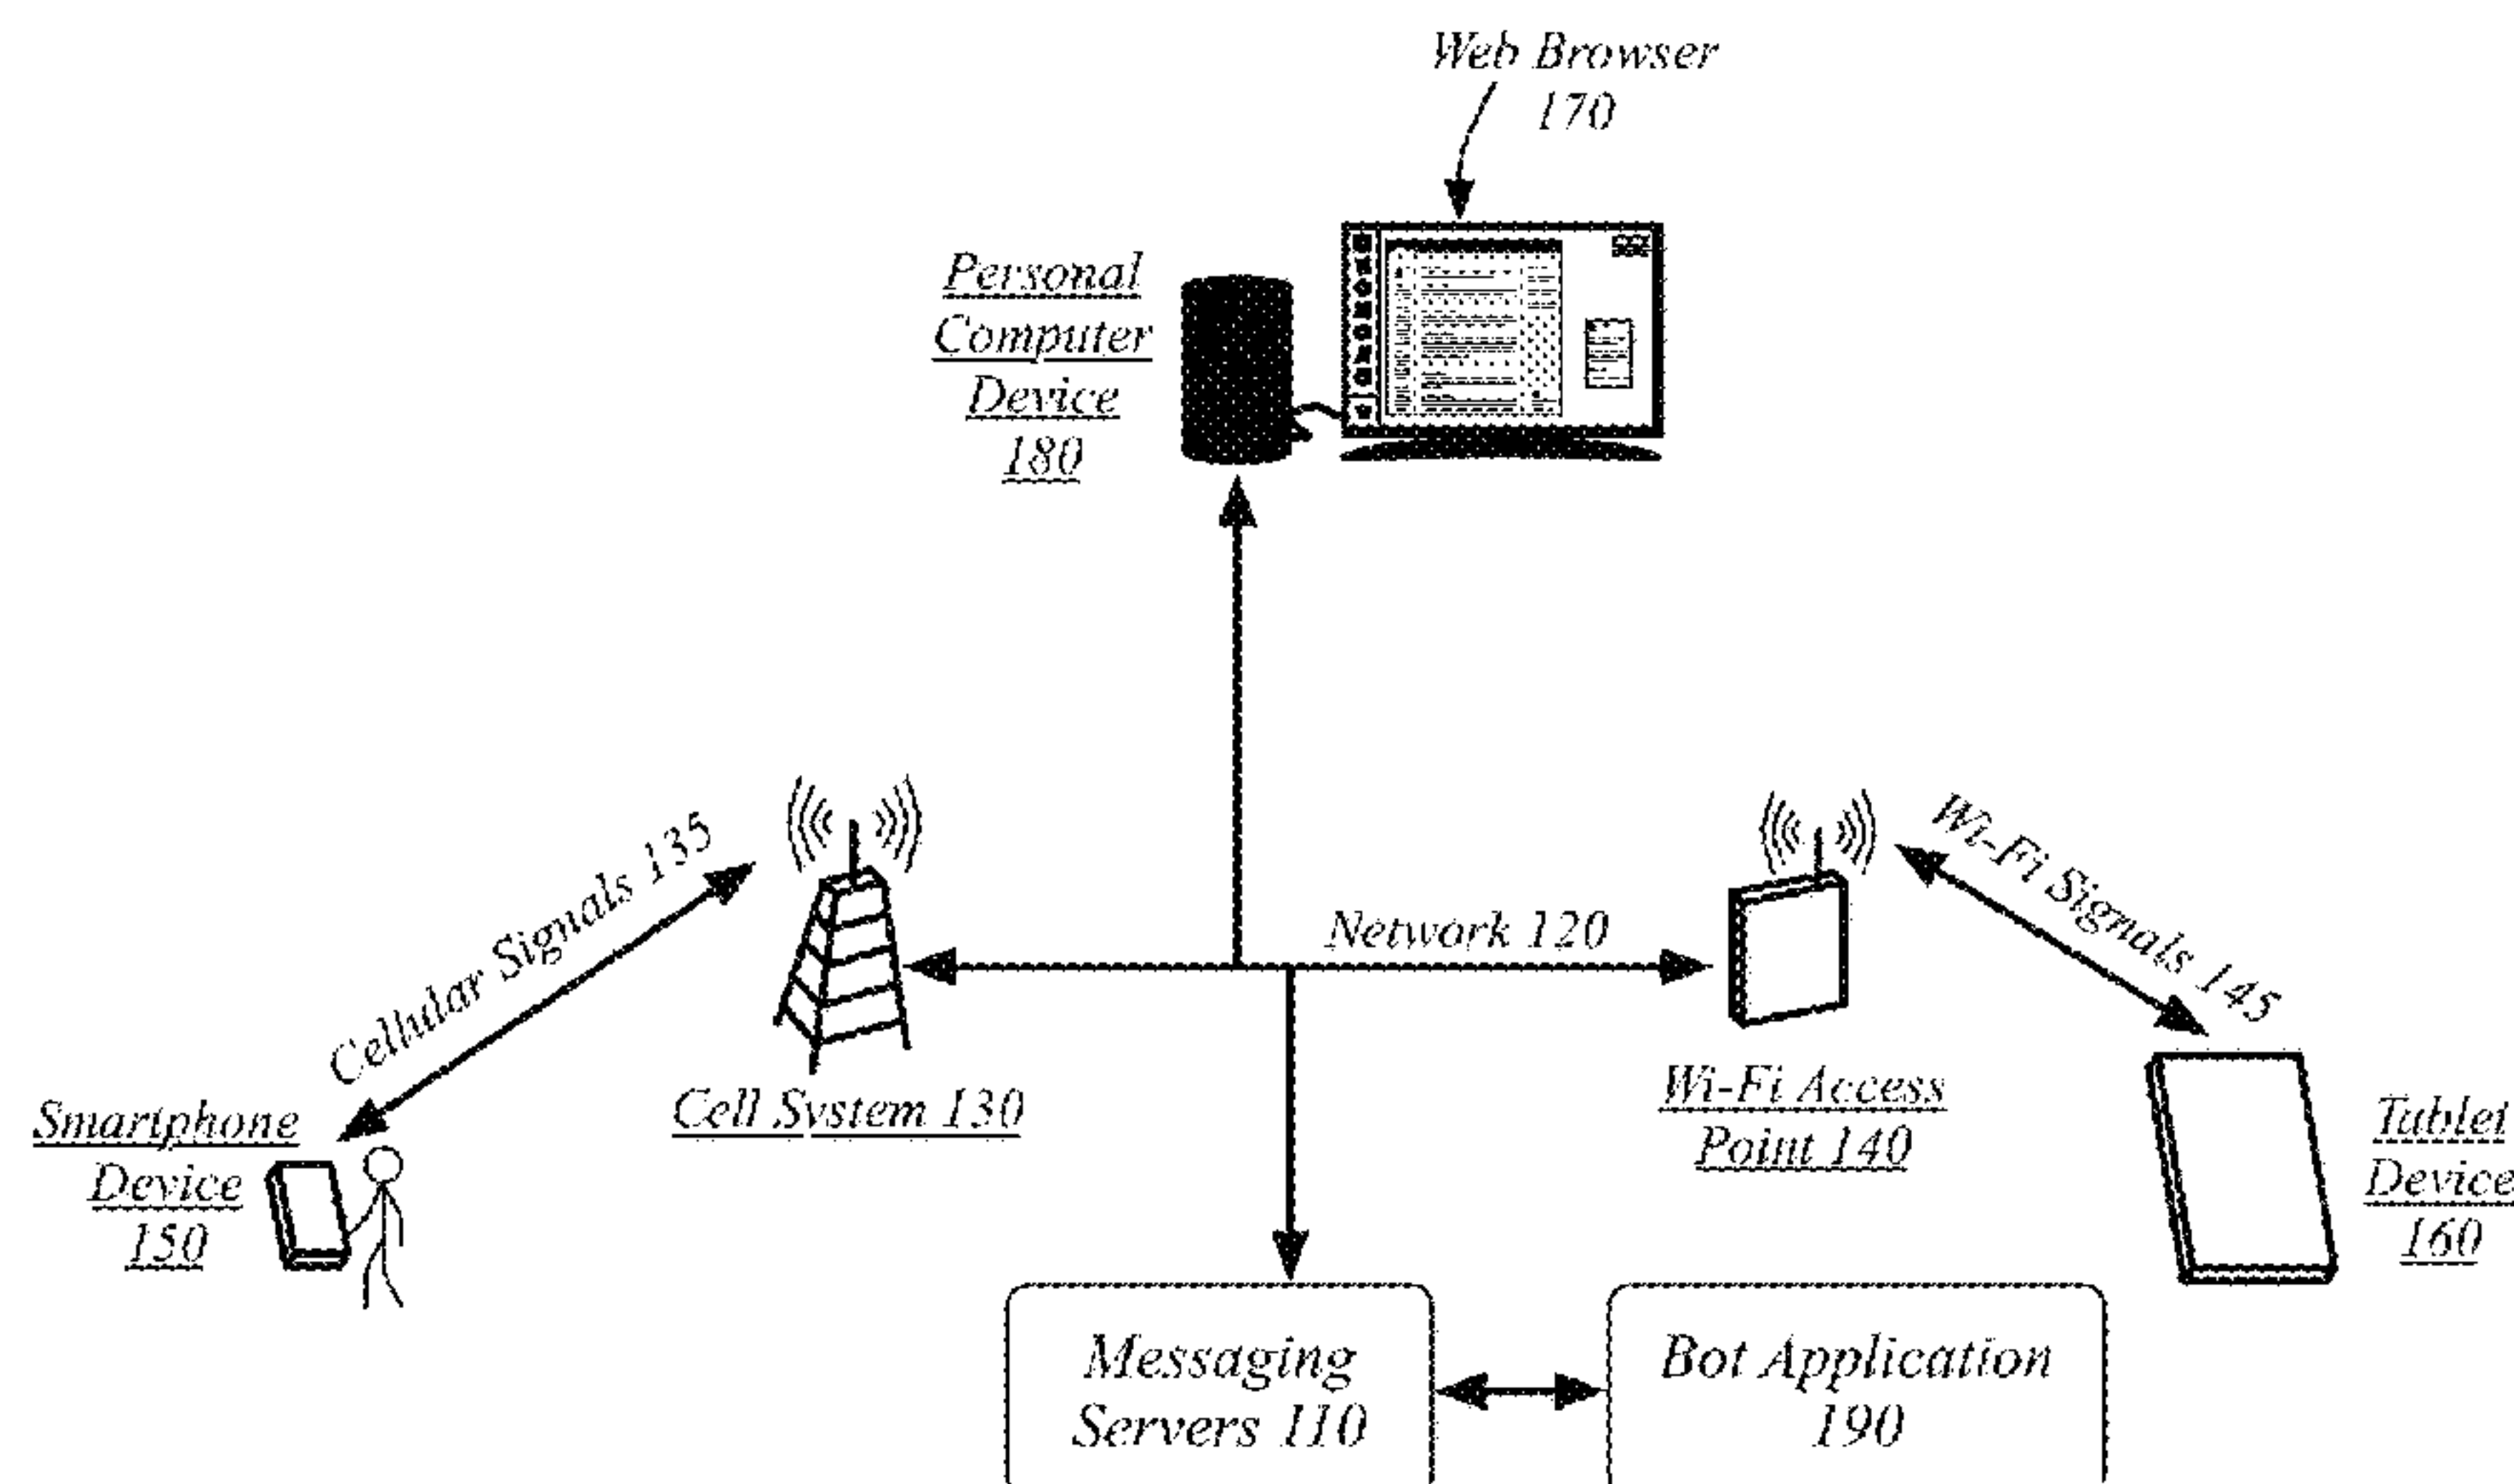 Web Browser
170
Personal
Computer
Device
180
Cellular Signals 135
Wi-Fi Signals 145
Network 120
Smartphone
Device
150
Cell System 130
Wi-Fi Access
Point 140
Tablet
Device
160
Messaging
Servers 110
Bot Application
190